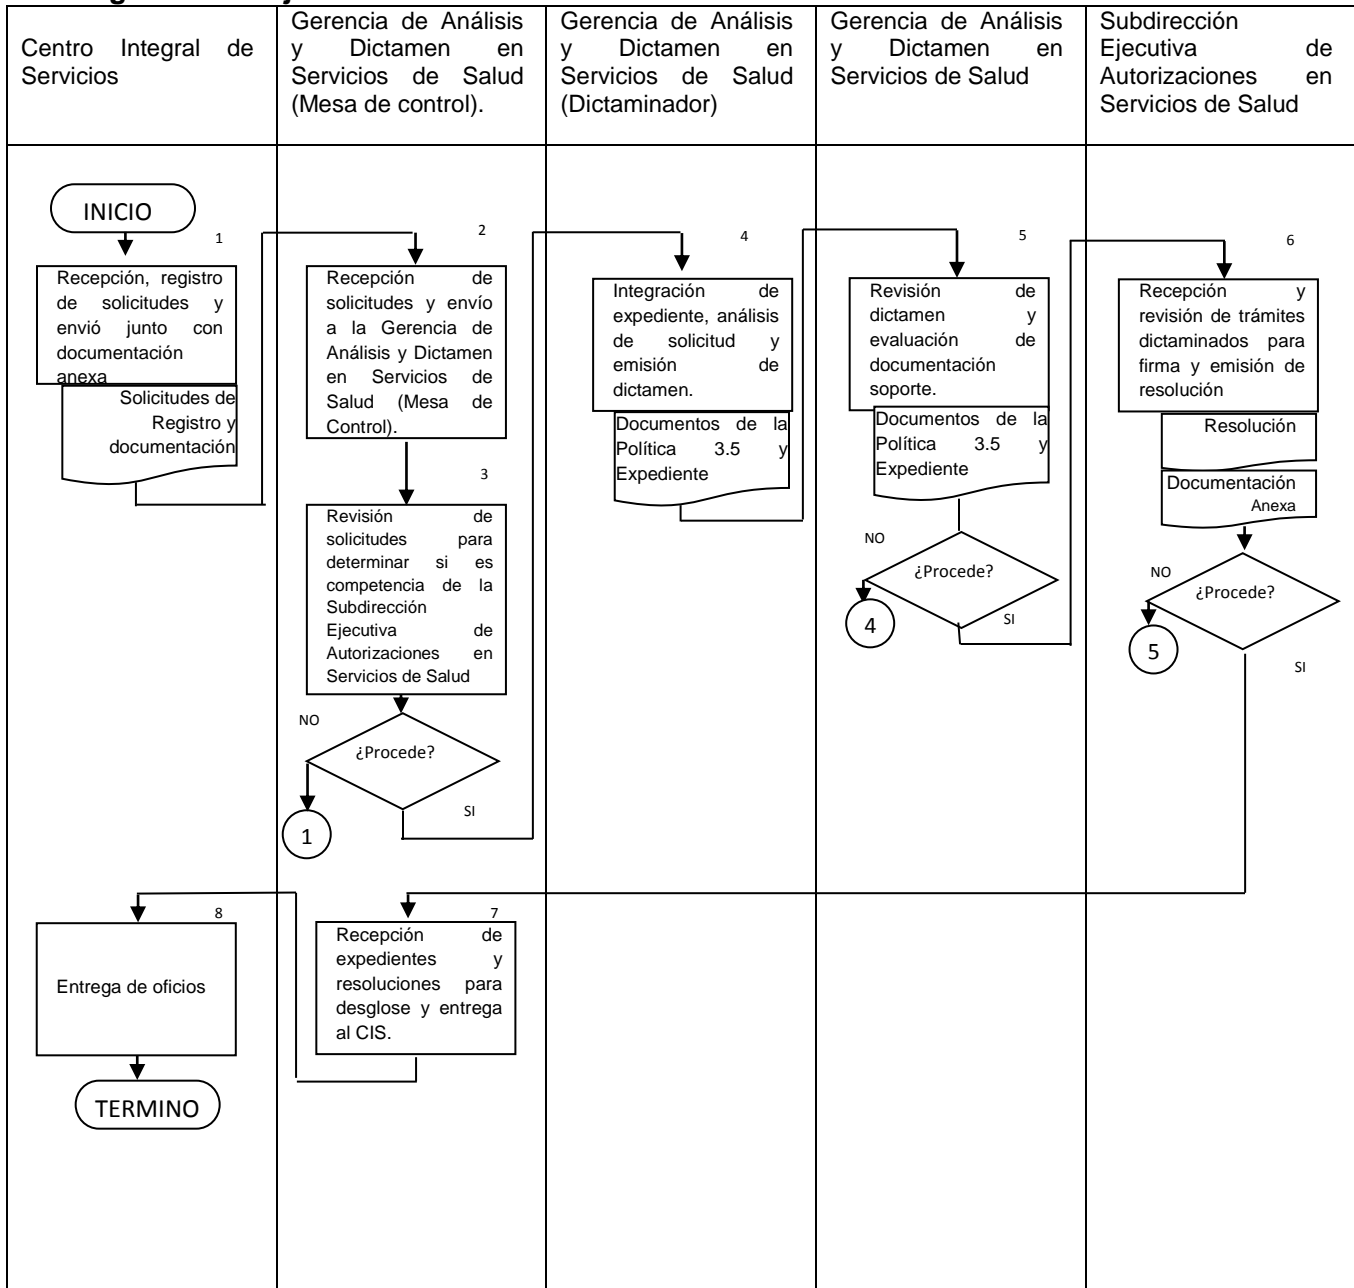 Centro Integral de
Servicios
Gerencia de Análisis
y Dictamen en
Servicios de Salud
(Mesa de control).
Gerencia de Análisis
y Dictamen en
Servicios de Salud
(Dictaminador)
Gerencia de Análisis
y Dictamen en
Servicios de Salud
Subdirección
Ejecutiva de
Autorizaciones en
Servicios de Salud
INICIO
1
Recepción, registro
de solicitudes y
envió junto con
documentación
anexa
Solicitudes de
Registro y
documentación
2
Recepción de
solicitudes y envío
a la Gerencia de
Análisis y Dictamen
en Servicios de
Salud (Mesa de
Control).
3
Revisión de
solicitudes para
determinar si es
competencia de la
Subdirección
Ejecutiva de
Autorizaciones en
Servicios de Salud
NO
¿Procede?
SI
1
4
Integración de
expediente, análisis
de solicitud y
emisión de
dictamen.
Documentos de la
Política 3.5 y
Expediente
5
Revisión de
dictamen y
evaluación de
documentación
soporte.
Documentos de la
Política 3.5 y
Expediente
NO
¿Procede?
SI
4
6
Recepción y
revisión de trámites
dictaminados para
firma y emisión de
resolución
Resolución
Documentación
Anexa
NO
¿Procede?
SI
5
7
Recepción de
expedientes y
resoluciones para
desglose y entrega
al CIS.
8
Entrega de oficios
TERMINO